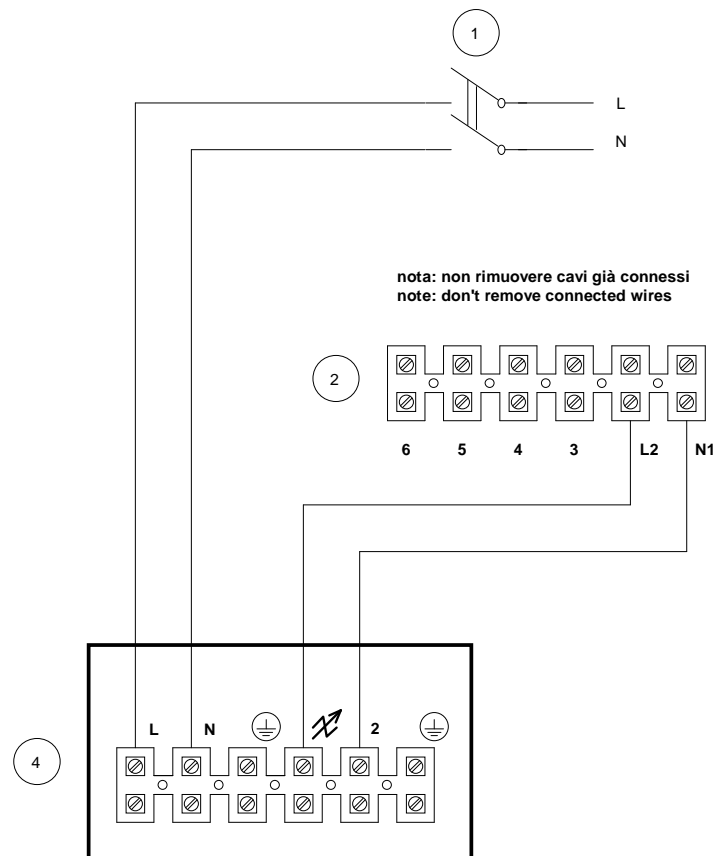 1
L
N
nota: non rimuovere cavi già connessi
note: don't remove connected wires
2
6 5 4 3 L2 N1
L N 2
4